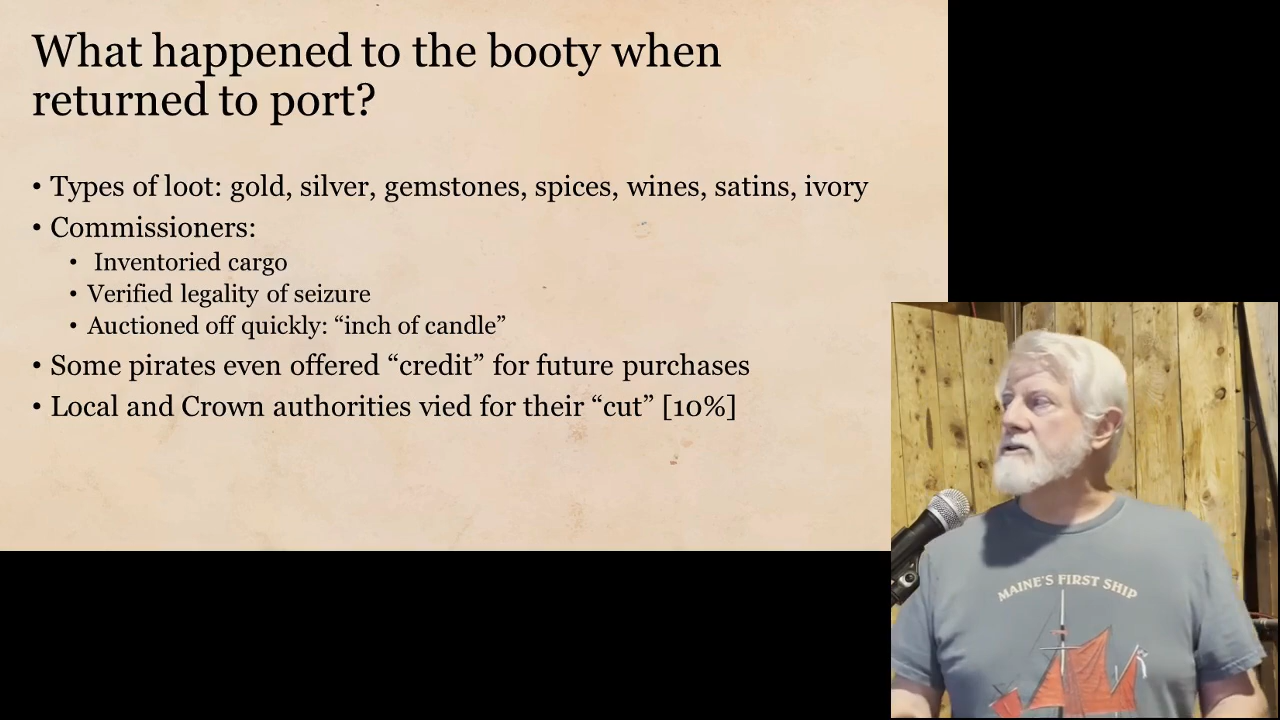 What happened to the booty when
returned to port?
• Types of loot: gold, silver, gemstones, spices, wines, satins, ivory
• Commissioners:
• Inventoried cargo
• Verified legality of seizure
• Auctioned off quickly: “inch of candle”
• Some pirates even offered “credit” for future purchases
• Local and Crown authorities vied for their “cut” [10%]
MAINE'S FIRST SHIP